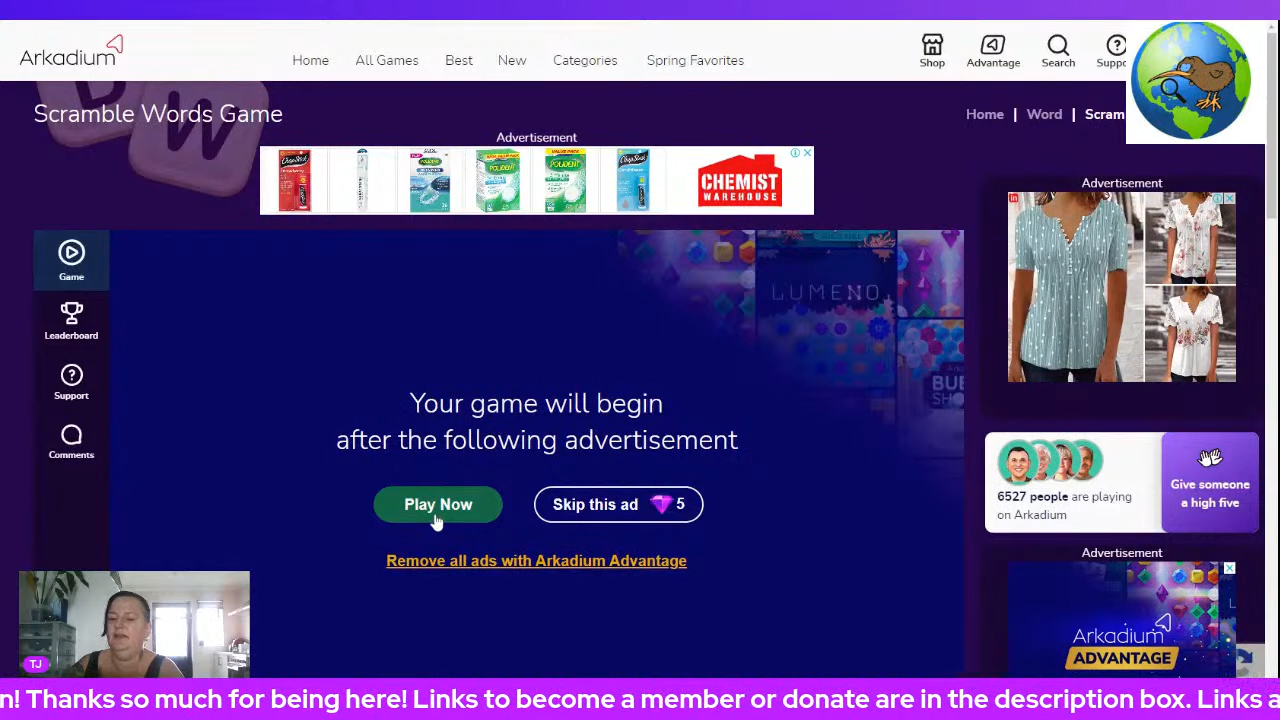 Arkadium
Home
All Games
Best
New
Categories
Spring Favorites
Shop
Advantage
Search
Scramble Words Game
Home | Word |
Advertisement
CHEMIST
WAREHOUSE
Advertisement
Game
Leaderboard
Support
Comments
LUMENO
Your game will begin
after the following advertisement
Play Now
Skip this ad 5
Remove all ads with Arkadium Advantage
6527 people are playing
on Arkadium
Give someone
a high five
Advertisement
Arkadium
ADVANTAGE
TJ
n! Thanks so much for being here! Links to become a member or donate are in the description box. Links a